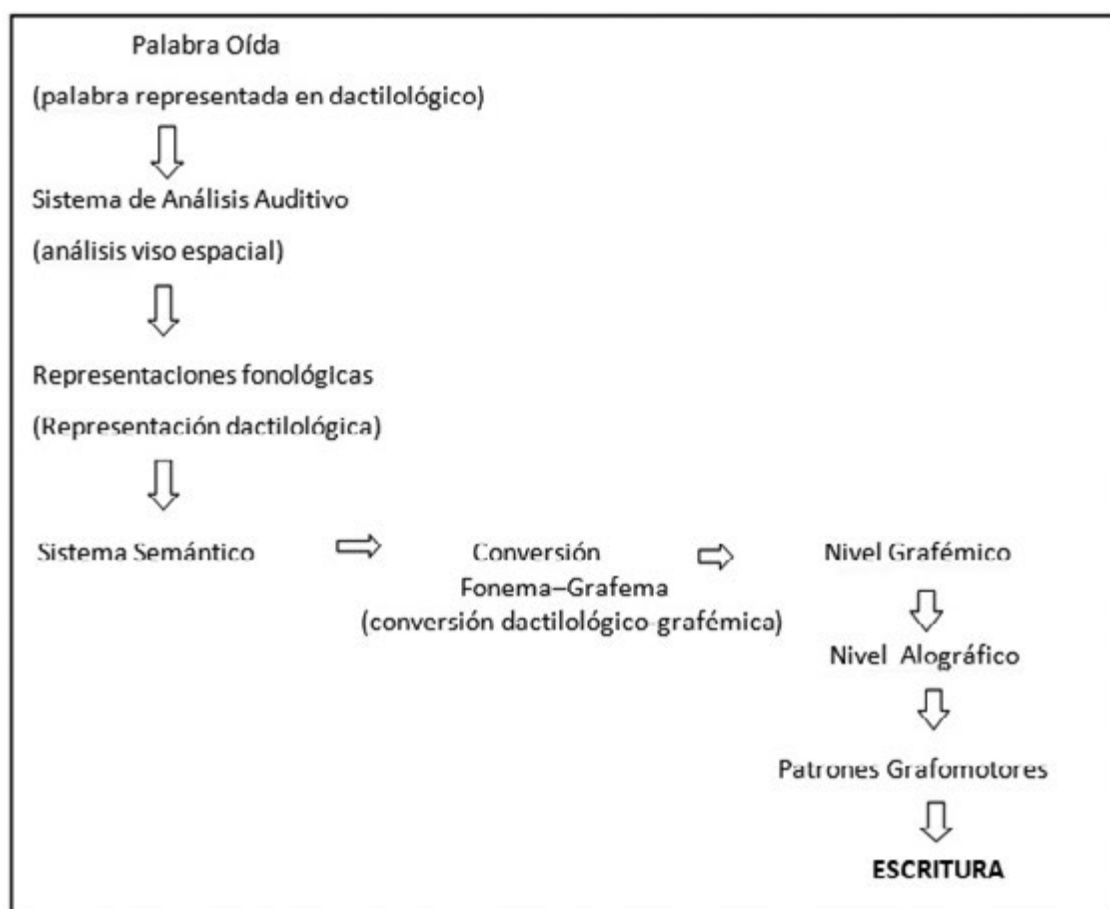 Palabra Oída
(palabra representada en dactilológico)
Sistema de Análisis Auditivo
(análisis viso espacial)
Representaciones fonológicas
(Representación dactilológica)
Sistema Semántico
Conversión
Fonema–Grafema
(conversión dactilológico-grafémica)
Nivel Grafémico
Nivel Alográfico
Patrones Grafomotores
ESCRITURA